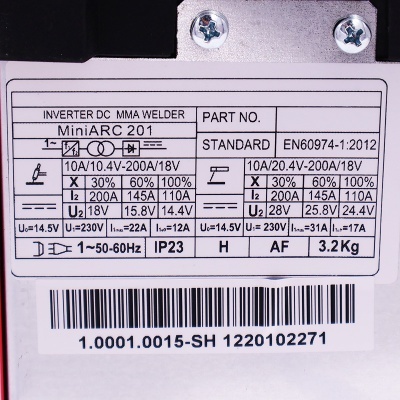 INVERTER DC MMA WELDER
MiniARC 201
PART NO.
1~
STANDARD EN60974-1:2012
10A/10.4V-200A/18V
X 30% 60% 100%
I2 200A 145A 110A
U2 18V 15.8V 14.4V
10A/20.4V-200A/18V
X 30% 60% 100%
I2 200A 145A 110A
U2 28V 25.8V 24.4V
U0=14.5V U1=230V I1max=22A I1eff=12A
U0=14.5V U1=230V I1max=31A I1eff=17A
1~50-60Hz IP23 H AF 3.2Kg
1.0001.0015-SH 1220102271